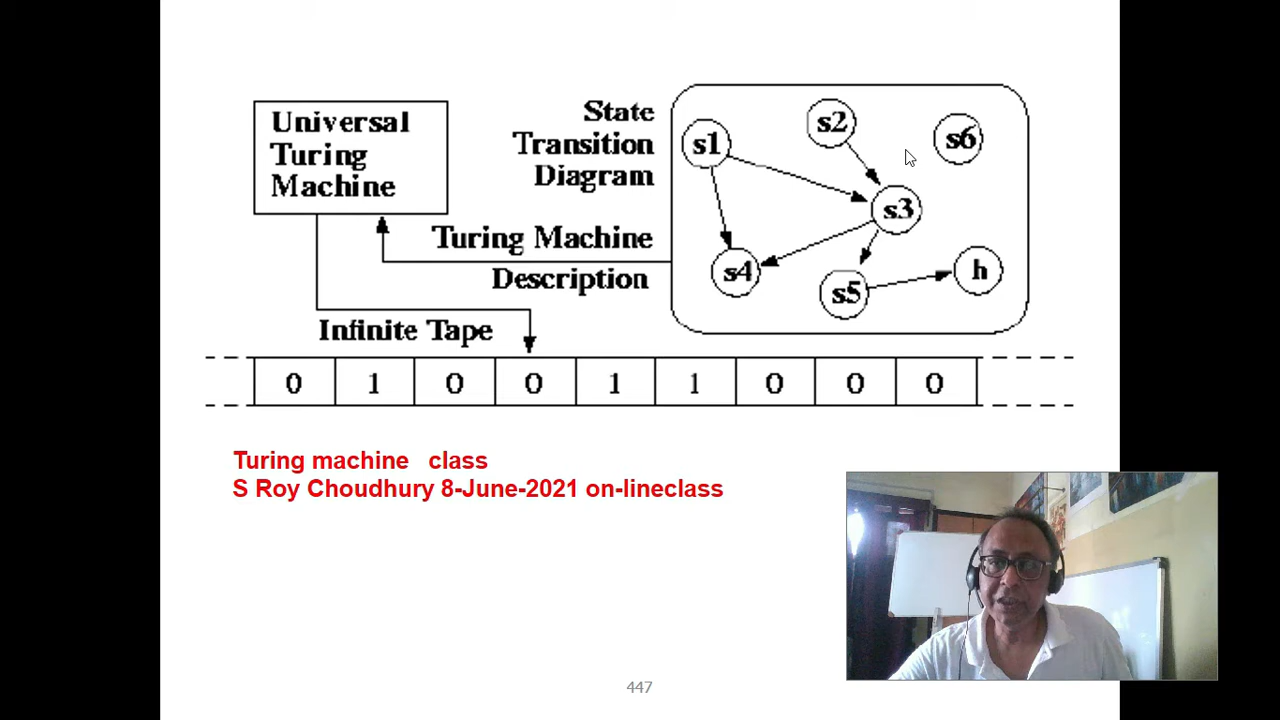 Universal
Turing
Machine
State
Transition
Diagram
s1
s2
s6
s3
s4
s5
h
Turing Machine
Description
Infinite Tape
0 1 0 0 1 1 0 0 0
Turing machine class
S Roy Choudhury 8-June-2021 on-lineclass
447